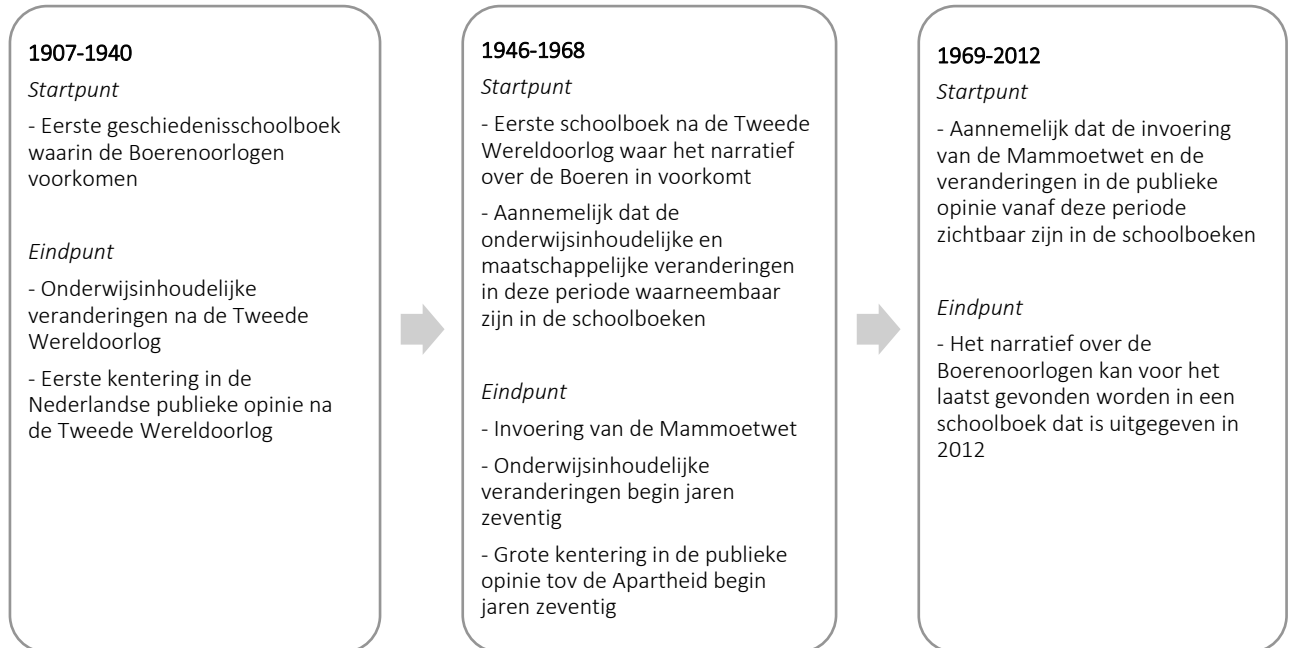 1907-1940
Startpunt
- Eerste geschiedenisschoolboek
waarin de Boerenoorlogen
voorkomen
Eindpunt
- Onderwijsinhoudelijke
veranderingen na de Tweede
Wereldoorlog
- Eerste kentering in de
Nederlandse publieke opinie na
de Tweede Wereldoorlog
1946-1968
Startpunt
- Eerste schoolboek na de Tweede
Wereldoorlog waar het narratief
over de Boeren in voorkomt
- Aannemelijk dat de
onderwijsinhoudelijke en
maatschappelijke veranderingen
in deze periode waarneembaar
zijn in de schoolboeken
Eindpunt
- Invoering van de Mammoetwet
- Onderwijsinhoudelijke
veranderingen begin jaren
zeventig
- Grote kentering in de publieke
opinie tov de Apartheid begin
jaren zeventig
1969-2012
Startpunt
- Aannemelijk dat de invoering
van de Mammoetwet en de
veranderingen in de publieke
opinie vanaf deze periode
zichtbaar zijn in de schoolboeken
Eindpunt
- Het narratief over de
Boerenoorlogen kan voor het
laatst gevonden worden in een
schoolboek dat is uitgegeven in
2012